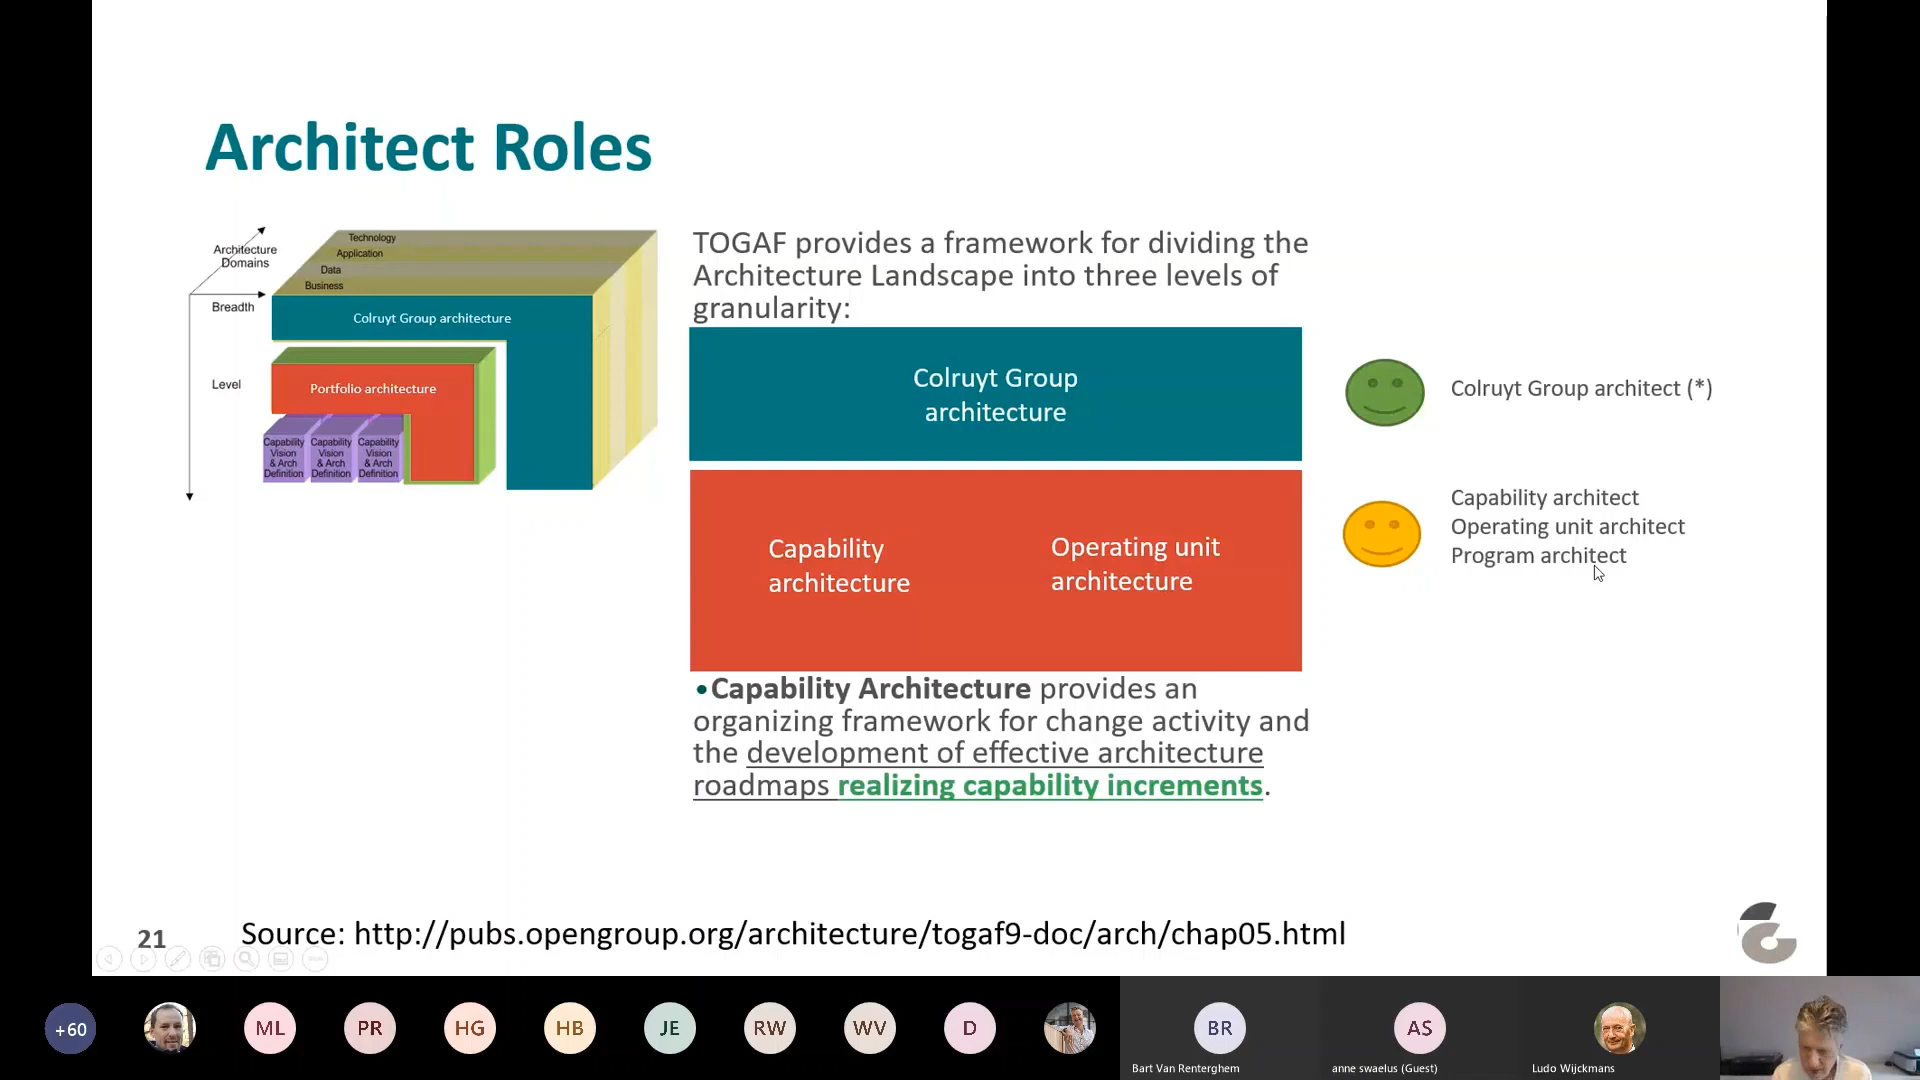 Architect Roles
Architecture
Domains
Breadth
Level
Technology
Application
Data
Business
Colruyt Group architecture
Portfolio architecture
Capability
Vision
& Arch
Definition
Capability
Vision
& Arch
Definition
Capability
Vision
& Arch
Definition
TOGAF provides a framework for dividing the
Architecture Landscape into three levels of
granularity:
Colruyt Group
architecture
Capability
architecture
Operating unit
architecture
•Capability Architecture provides an
organizing framework for change activity and
the development of effective architecture
roadmaps realizing capability increments.
Colruyt Group architect (*)
Capability architect
Operating unit architect
Program architect
21
Source: http://pubs.opengroup.org/architecture/togaf9-doc/arch/chap05.html
+60
ML
PR
HG
HB
JE
RW
WV
D
BR
AS
Bart Van Renterghem
anne swaelus (Guest)
Ludo Wijckmans